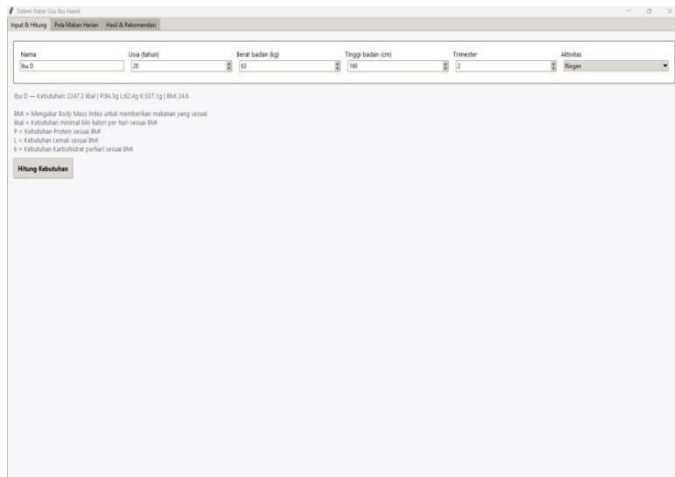 Sistem Pakar Gizi Ibu Hamil
Input & Hitung Pola Makan Harian Hasil & Rekomendasi
Nama Usia (tahun) Berat badan (kg) Tinggi badan (cm) Trimester Aktivitas
Ibu D 28 63 160 2 Ringan
Ibu D — Kebutuhan: 2247.3 kkal | P:84.3g L:62.4g K:337.1g | BMI 24.6
BMI = Mengukur Body Mass Index untuk memberikan makanan yang sesuai
kkal = Kebutuhan minimal kilo kalori per hari sesuai BMI
P = Kebutuhan Protein sesuai BMI
L = Kebutuhan Lemak sesuai BMI
k = Kebutuhan Karbohidrat perhari sesuai BMI
Hitung Kebutuhan